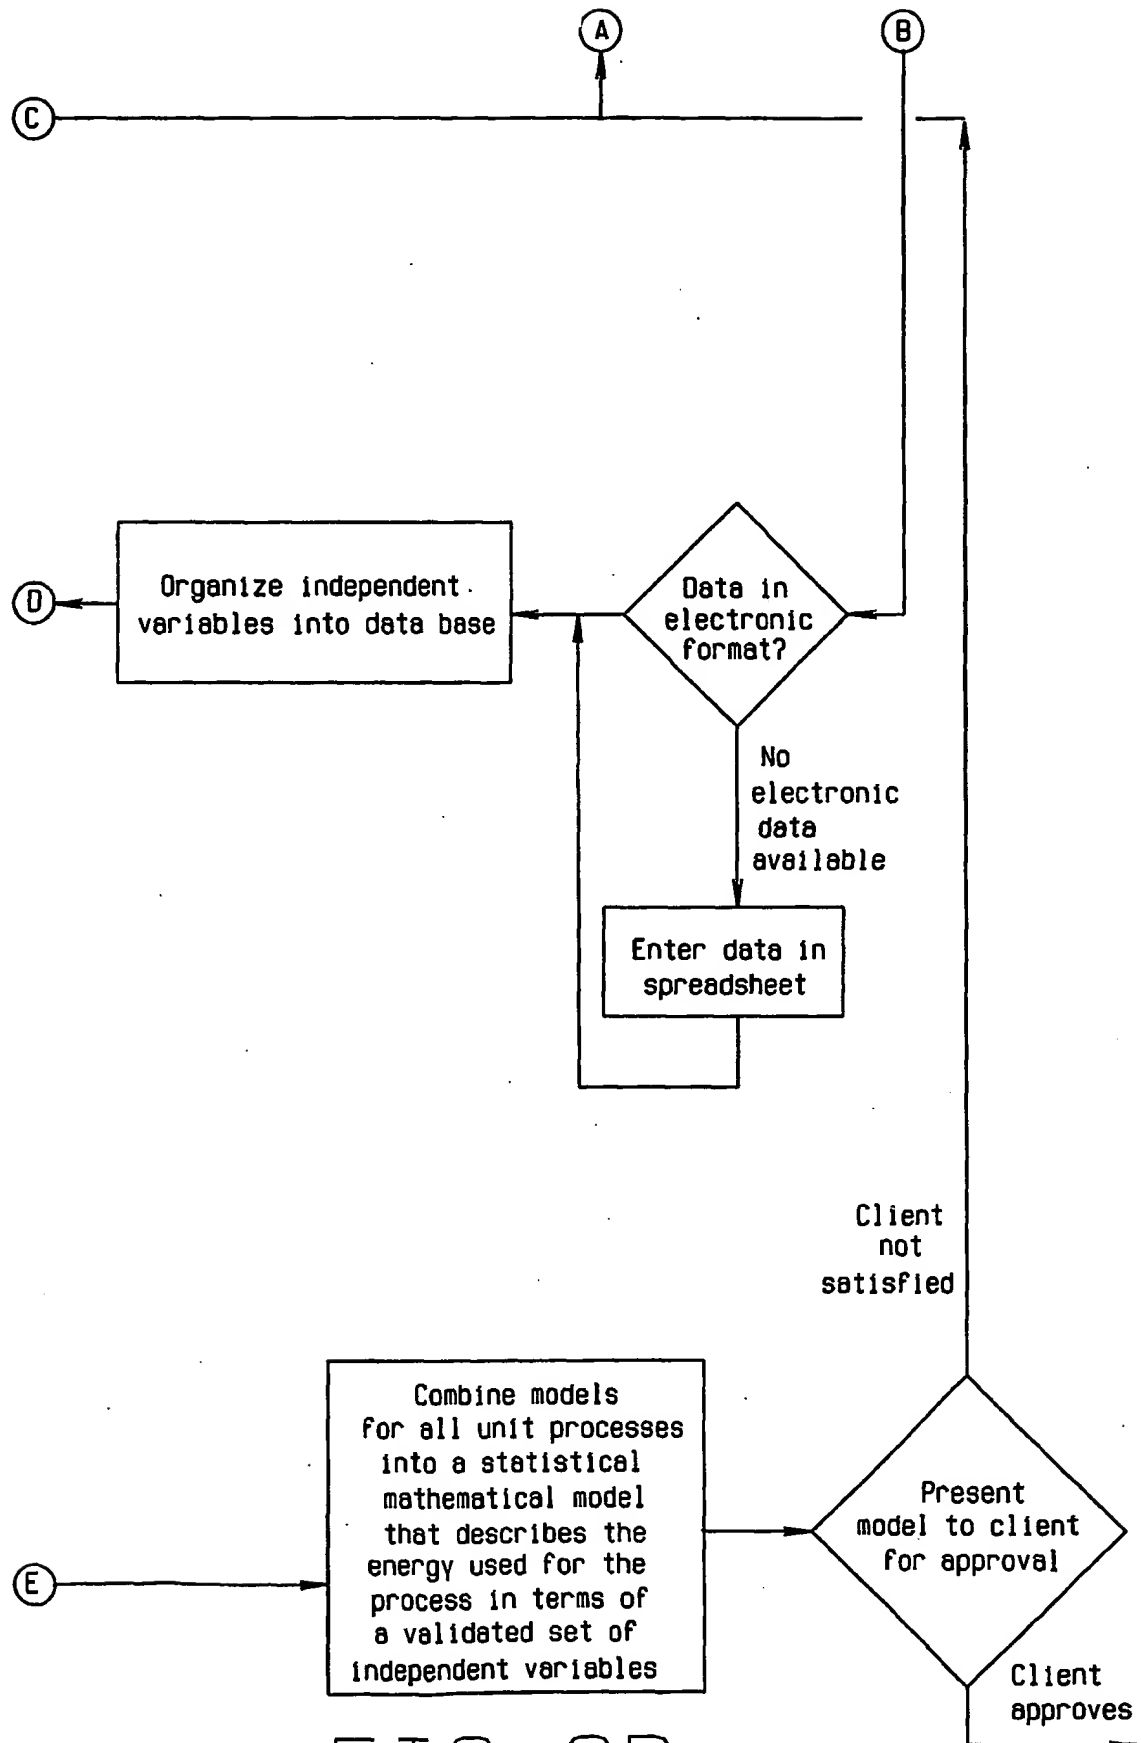 A
B
C
Organize independent
variables into data base
D
Data in
electronic
format?
No
electronic
data
available
Enter data in
spreadsheet
Client
not
satisfied
Combine models
for all unit processes
into a statistical
mathematical model
that describes the
energy used for the
process in terms of
a validated set of
independent variables
E
Present
model to client
for approval
Client
approves